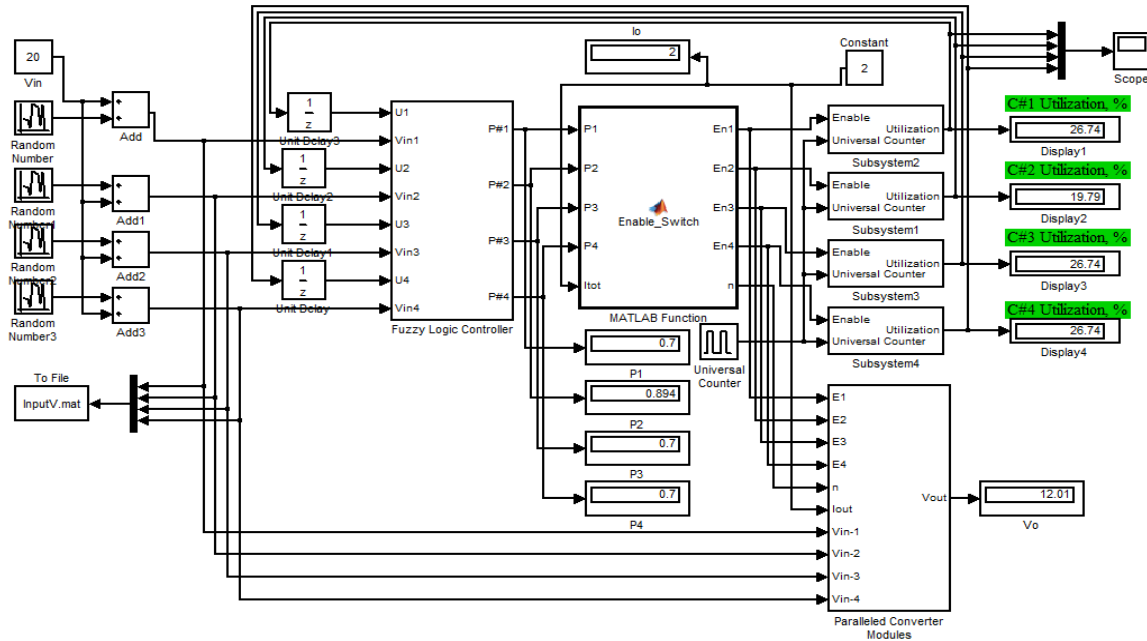 20
Vin
Random
Number
Random
Number1
Random
Number2
Random
Number3
Add
Add1
Add2
Add3
To File
InputV.mat
1
z
Unit Delay3
1
z
Unit Delay2
1
z
Unit Delay1
1
z
Unit Delay
U1
Vin1
U2
Vin2
U3
Vin3
U4
Vin4
P#1
P#2
P#3
P#4
Fuzzy Logic Controller
Io
2
Constant
2
P1
P2
P3
P4
Itot
Enable_Switch
En1
En2
En3
En4
n
MATLAB Function
0.7
P1
0.894
P2
0.7
P3
0.7
P4
Universal
Counter
Enable
Utilization
Universal Counter
Subsystem2
Enable
Utilization
Universal Counter
Subsystem1
Enable
Utilization
Universal Counter
Subsystem3
Enable
Utilization
Universal Counter
Subsystem4
Scope
C#1 Utilization, %
26.74
Display1
C#2 Utilization, %
19.79
Display2
C#3 Utilization, %
26.74
Display3
C#4 Utilization, %
26.74
Display4
E1
E2
E3
E4
n
Iout
Vin-1
Vin-2
Vin-3
Vin-4
Vout
Paralleled Converter
Modules
12.01
Vo